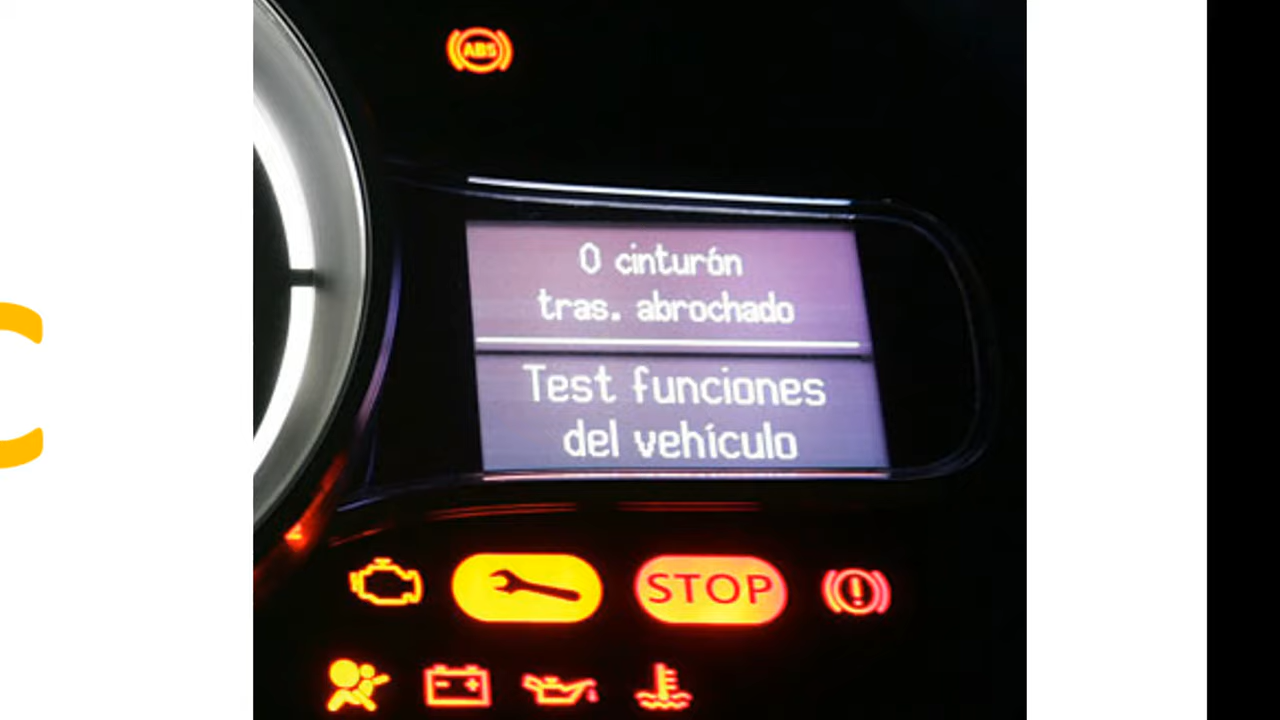 ABS
0 cinturón
tras. abrochado
Test funciones
del vehículo
STOP